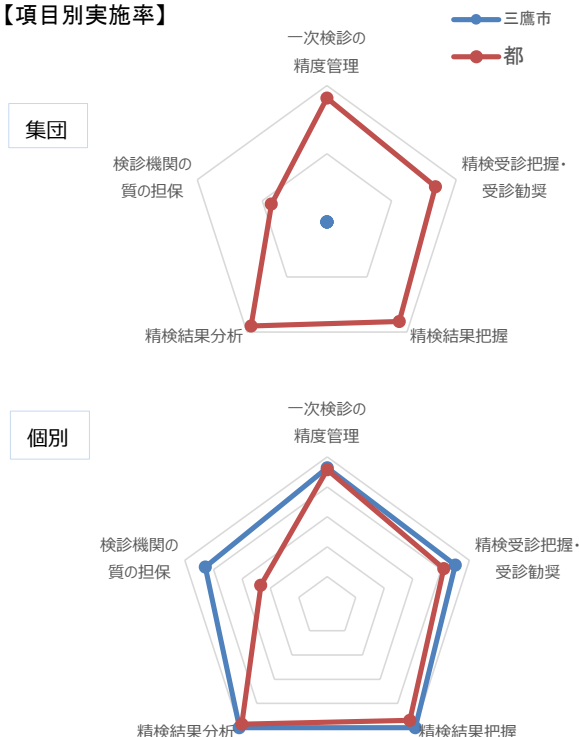 【項目別実施率】
三鷹市
都
集団
一次検診の
精度管理
精検受診把握・
受診勧奨
精検結果把握
精検結果分析
検診機関の
質の担保
個別
一次検診の
精度管理
精検受診把握・
受診勧奨
精検結果把握
精検結果分析
検診機関の
質の担保